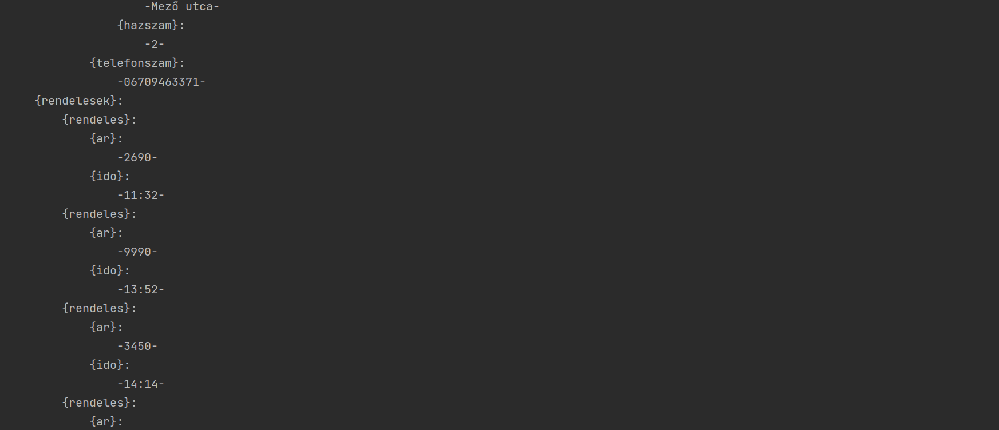 -Mező utca-
{hazszam}:
-2-
{telefonszam}:
-06709463371-
{rendelesek}:
{rendeles}:
{ar}:
-2690-
{ido}:
-11:32-
{rendeles}:
{ar}:
-9990-
{ido}:
-13:52-
{rendeles}:
{ar}:
-3450-
{ido}:
-14:14-
{rendeles}:
{ar}: